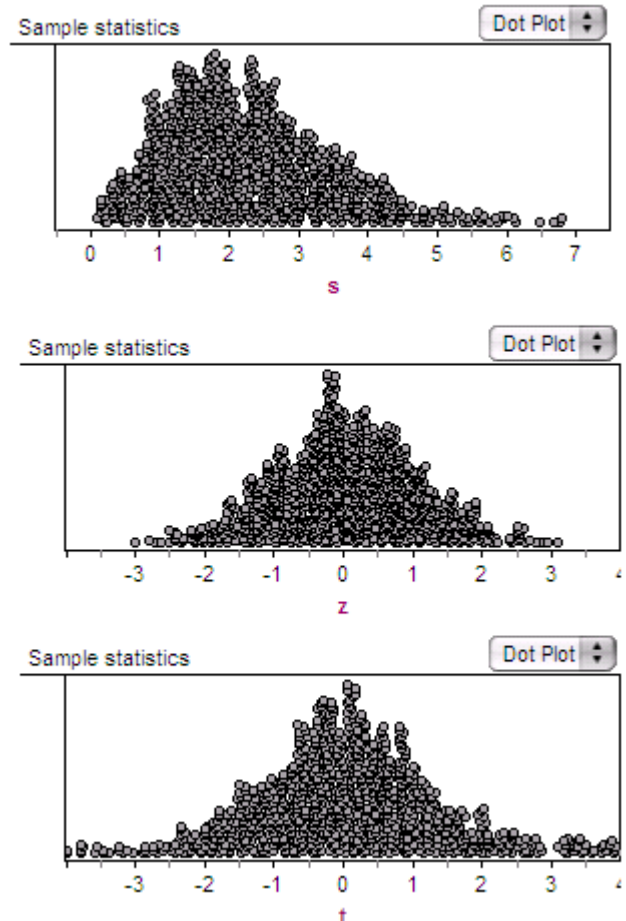 Sample statistics Dot Plot
0 1 2 3 4 5 6 7
s
Sample statistics Dot Plot
-3 -2 -1 0 1 2 3 4
z
Sample statistics Dot Plot
-3 -2 -1 0 1 2 3
t